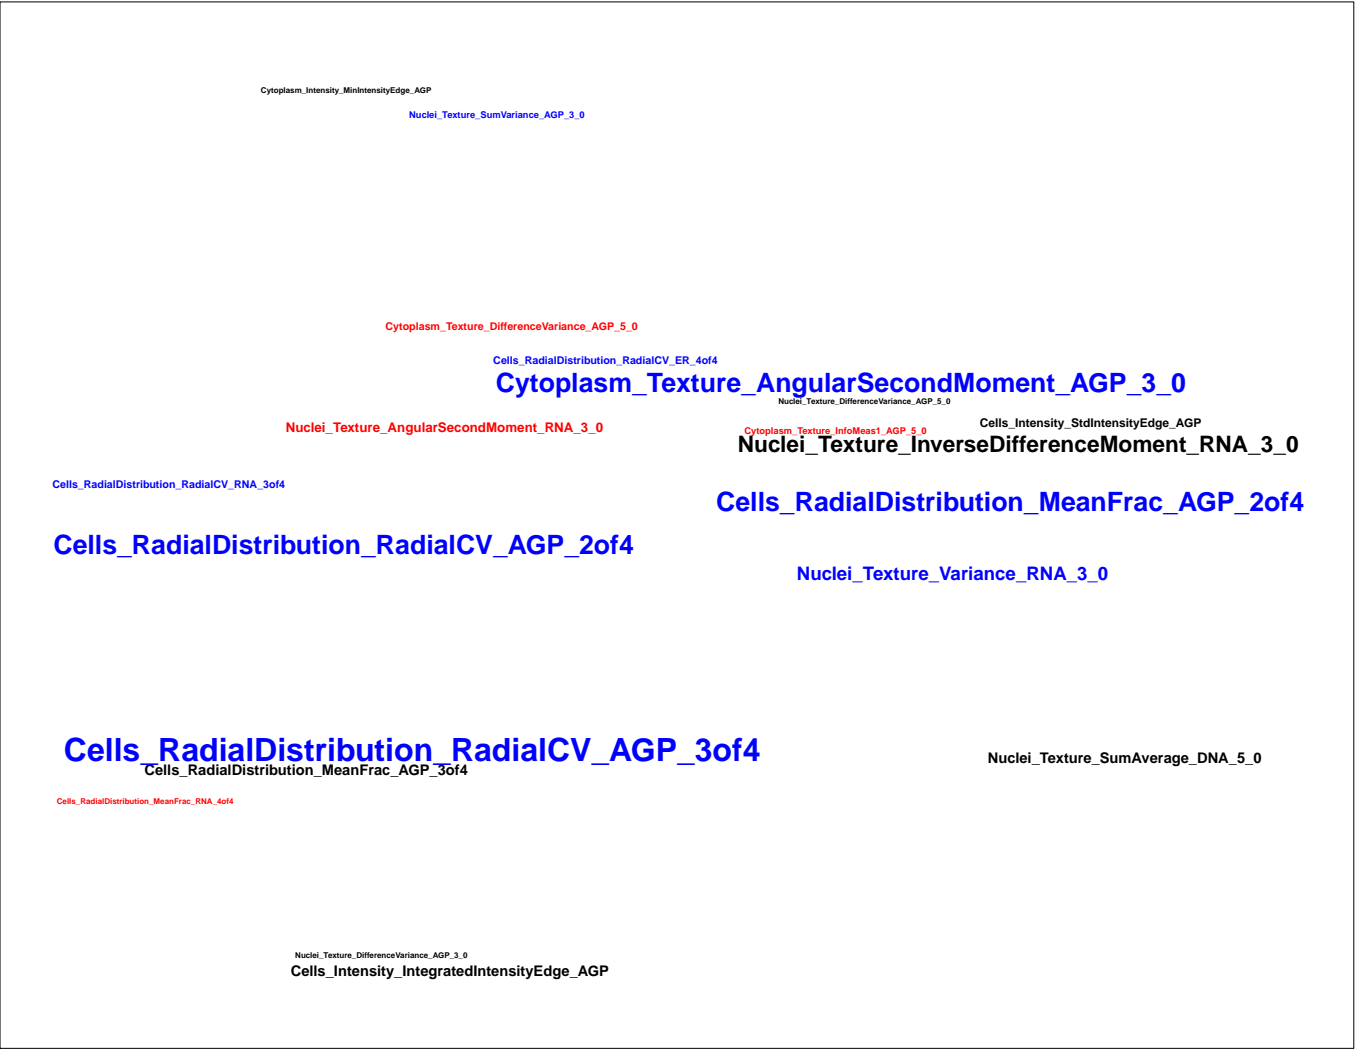 Cytoplasm_Intensity_MinIntensityEdge_AGP
Nuclei_Texture_SumVariance_AGP_3_0
Cytoplasm_Texture_DifferenceVariance_AGP_5_0
Cells_RadialDistribution_RadialCV_ER_4of4
Cytoplasm_Texture_AngularSecondMoment_AGP_3_0
Nuclei_Texture_DifferenceVariance_AGP_5_0
Cells_Intensity_StdIntensityEdge_AGP
Nuclei_Texture_AngularSecondMoment_RNA_3_0
Cytoplasm_Texture_InfoMeas1_AGP_5_0
Nuclei_Texture_InverseDifferenceMoment_RNA_3_0
Cells_RadialDistribution_RadialCV_RNA_3of4
Cells_RadialDistribution_MeanFrac_AGP_2of4
Cells_RadialDistribution_RadialCV_AGP_2of4
Nuclei_Texture_Variance_RNA_3_0
Cells_RadialDistribution_RadialCV_AGP_3of4
Nuclei_Texture_SumAverage_DNA_5_0
Cells_RadialDistribution_MeanFrac_AGP_3of4
Cells_RadialDistribution_MeanFrac_RNA_4of4
Nuclei_Texture_DifferenceVariance_AGP_3_0
Cells_Intensity_IntegratedIntensityEdge_AGP